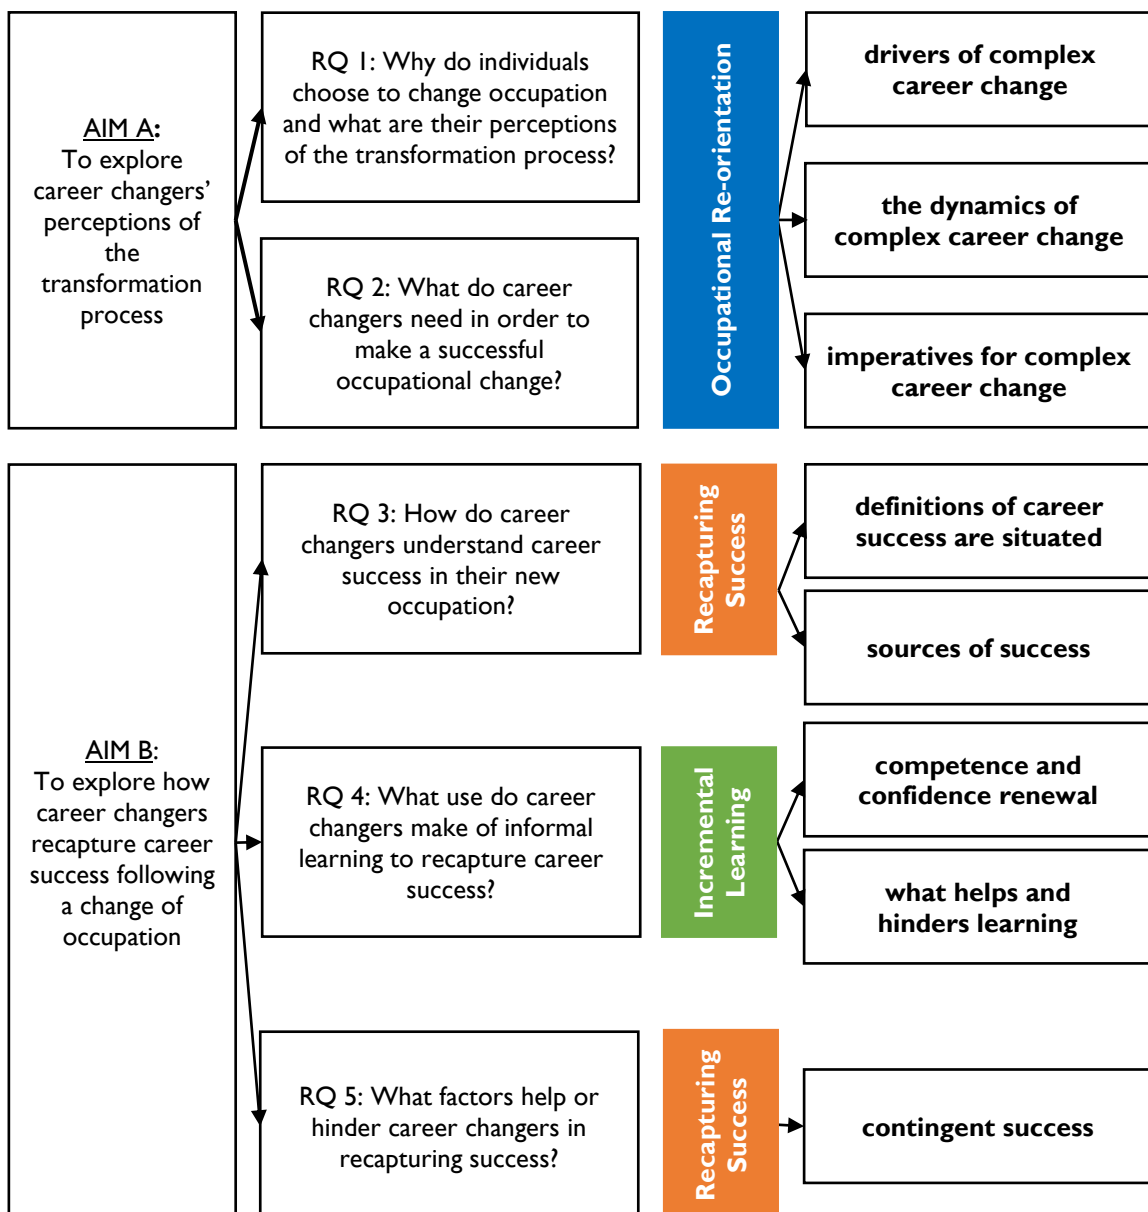 AIM A:
To explore
career changers’
perceptions of
the
transformation
process
RQ 1: Why do individuals
choose to change occupation
and what are their perceptions
of the transformation process?
RQ 2: What do career
changers need in order to
make a successful
occupational change?
Occupational Re-orientation
drivers of complex
career change
the dynamics of
complex career change
imperatives for complex
career change
AIM B:
To explore how
career changers
recapture career
success following
a change of
occupation
RQ 3: How do career
changers understand career
success in their new
occupation?
Recapturing
Success
definitions of career
success are situated
sources of success
RQ 4: What use do career
changers make of informal
learning to recapture career
success?
Incremental
Learning
competence and
confidence renewal
what helps and
hinders learning
RQ 5: What factors help or
hinder career changers in
recapturing success?
Recapturing
Success
contingent success